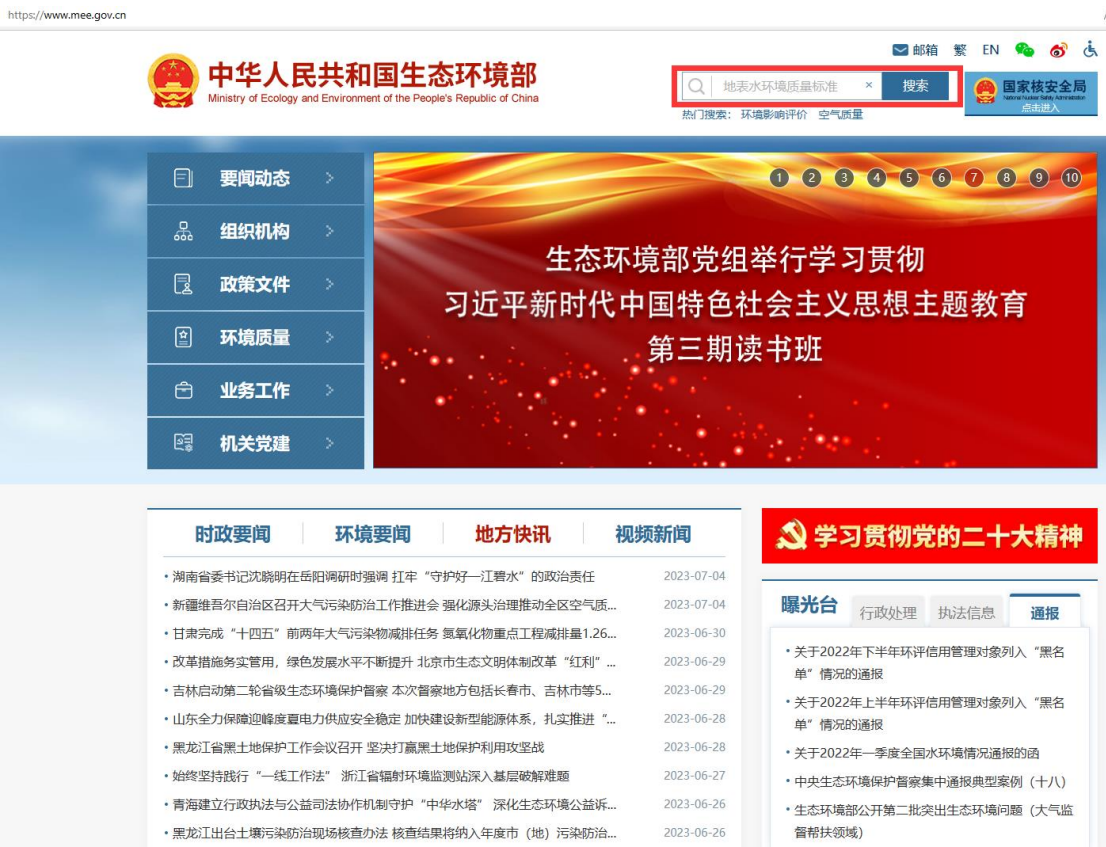 https://www.mee.gov.cn
邮箱 繁 EN
中华人民共和国生态环境部
Ministry of Ecology and Environment of the People's Republic of China
地表水环境质量标准 × 搜索
热门搜索: 环境影响评价 空气质量
国家核安全局
National Nuclear Safety Administration
点击进入
要闻动态
组织机构
政策文件
环境质量
业务工作
机关党建
1 2 3 4 5 6 7 8 9 10
生态环境部党组举行学习贯彻
习近平新时代中国特色社会主义思想主题教育
第三期读书班
时政要闻 环境要闻 地方快讯 视频新闻
湖南省委书记沈晓明在岳阳调研时强调 扛牢“守护好一江碧水”的政治责任 2023-07-04
新疆维吾尔自治区召开大气污染防治工作推进会 强化源头治理推动全区空气质... 2023-07-04
甘肃完成“十四五”前两年大气污染物减排任务 氮氧化物重点工程减排量1.26... 2023-06-30
改革措施务实管用，绿色发展水平不断提升 北京市生态文明体制改革“红利”... 2023-06-29
吉林启动第二轮省级生态环境保护督察 本次督察地方包括长春市、吉林市等5... 2023-06-29
山东全力保障迎峰度夏电力供应安全稳定 加快建设新型能源体系，扎实推进“... 2023-06-28
黑龙江省黑土地保护工作会议召开 坚决打赢黑土地保护利用攻坚战 2023-06-28
始终坚持践行“一线工作法” 浙江省辐射环境监测站深入基层破解难题 2023-06-27
青海建立行政执法与公益司法协作机制守护“中华水塔” 深化生态环境公益诉... 2023-06-26
黑龙江出台土壤污染防治现场核查办法 核查结果将纳入年度市（地）污染防治... 2023-06-26
学习贯彻党的二十大精神
曝光台 行政处理 执法信息 通报
关于2022年下半年环评信用管理对象列入“黑名
单”情况的通报
关于2022年上半年环评信用管理对象列入“黑名
单”情况的通报
关于2022年一季度全国水环境情况通报的函
中央生态环境保护督察集中通报典型案例（十八）
生态环境部公开第二批突出生态环境问题（大气监
督帮扶领域）